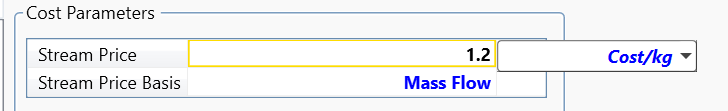 Cost Parameters
Stream Price 1.2 Cost/kg
Stream Price Basis Mass Flow